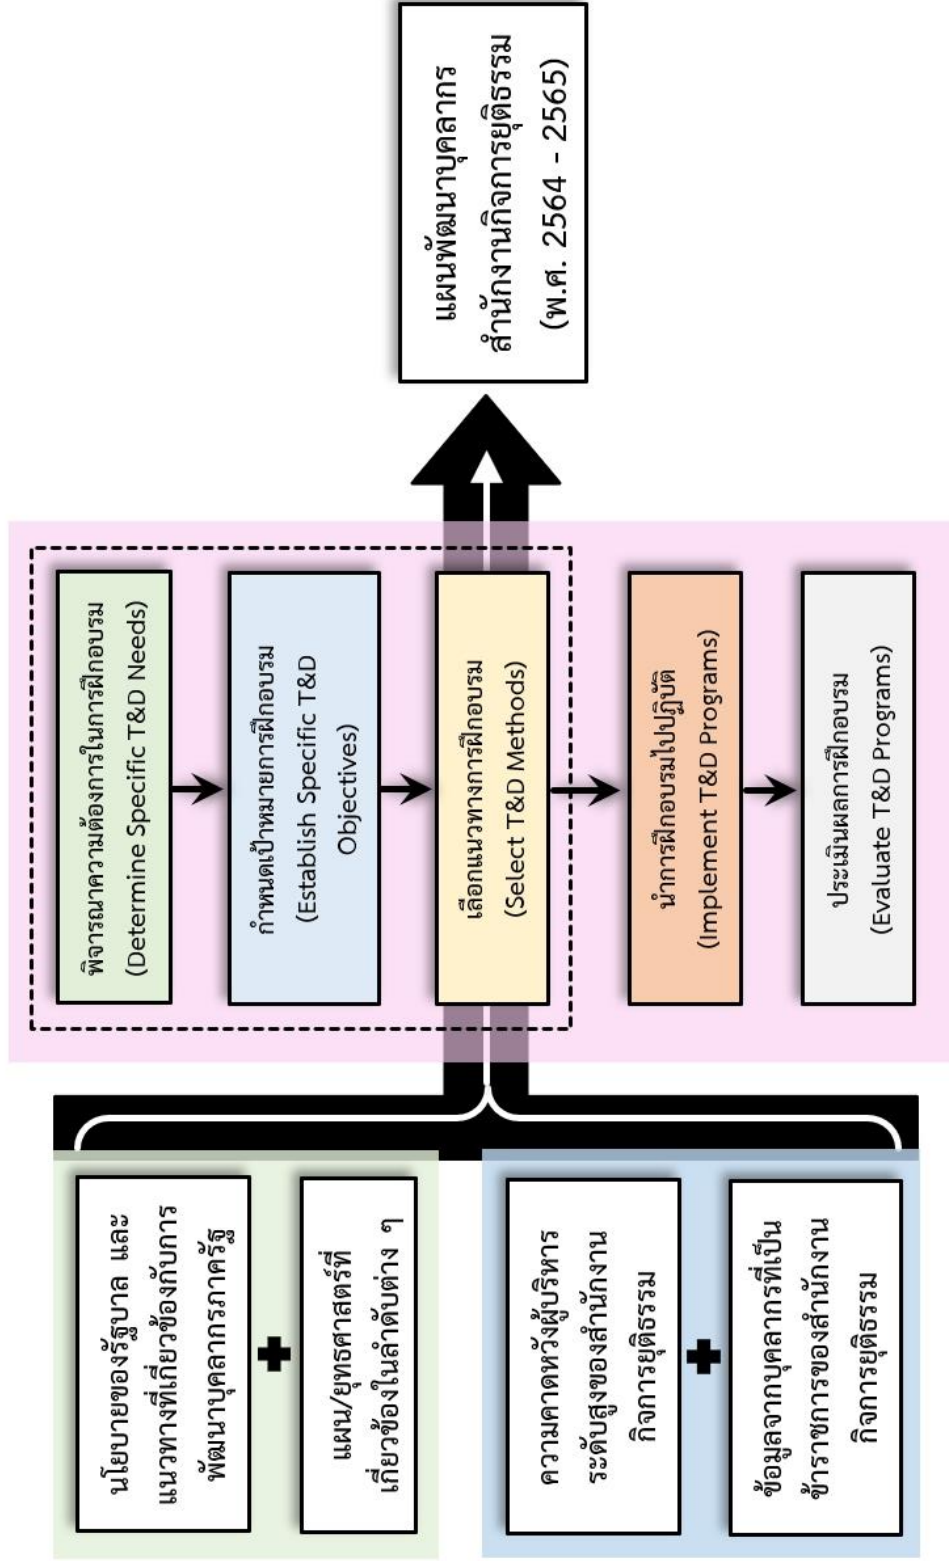 นโยบายของรัฐบาล และ
แนวทางที่เกี่ยวข้องกับการ
พัฒนาบุคลากรภาครัฐ
แผน/ยุทธศาสตร์ที่
เกี่ยวข้องในลำดับต่าง ๆ
ความคาดหวังผู้บริหาร
ระดับสูงของสำนักงาน
กิจการยุติธรรม
ข้อมูลจากบุคลากรที่เป็น
ข้าราชการของสำนักงาน
กิจการยุติธรรม
พิจารณาความต้องการในการฝึกอบรม
(Determine Specific T&D Needs)
กำหนดเป้าหมายการฝึกอบรม
(Establish Specific T&D
Objectives)
เลือกแนวทางการฝึกอบรม
(Select T&D Methods)
นำการฝึกอบรมไปปฏิบัติ
(Implement T&D Programs)
ประเมินผลการฝึกอบรม
(Evaluate T&D Programs)
แผนพัฒนาบุคลากร
สำนักงานกิจการยุติธรรม
(พ.ศ. 2564 - 2565)